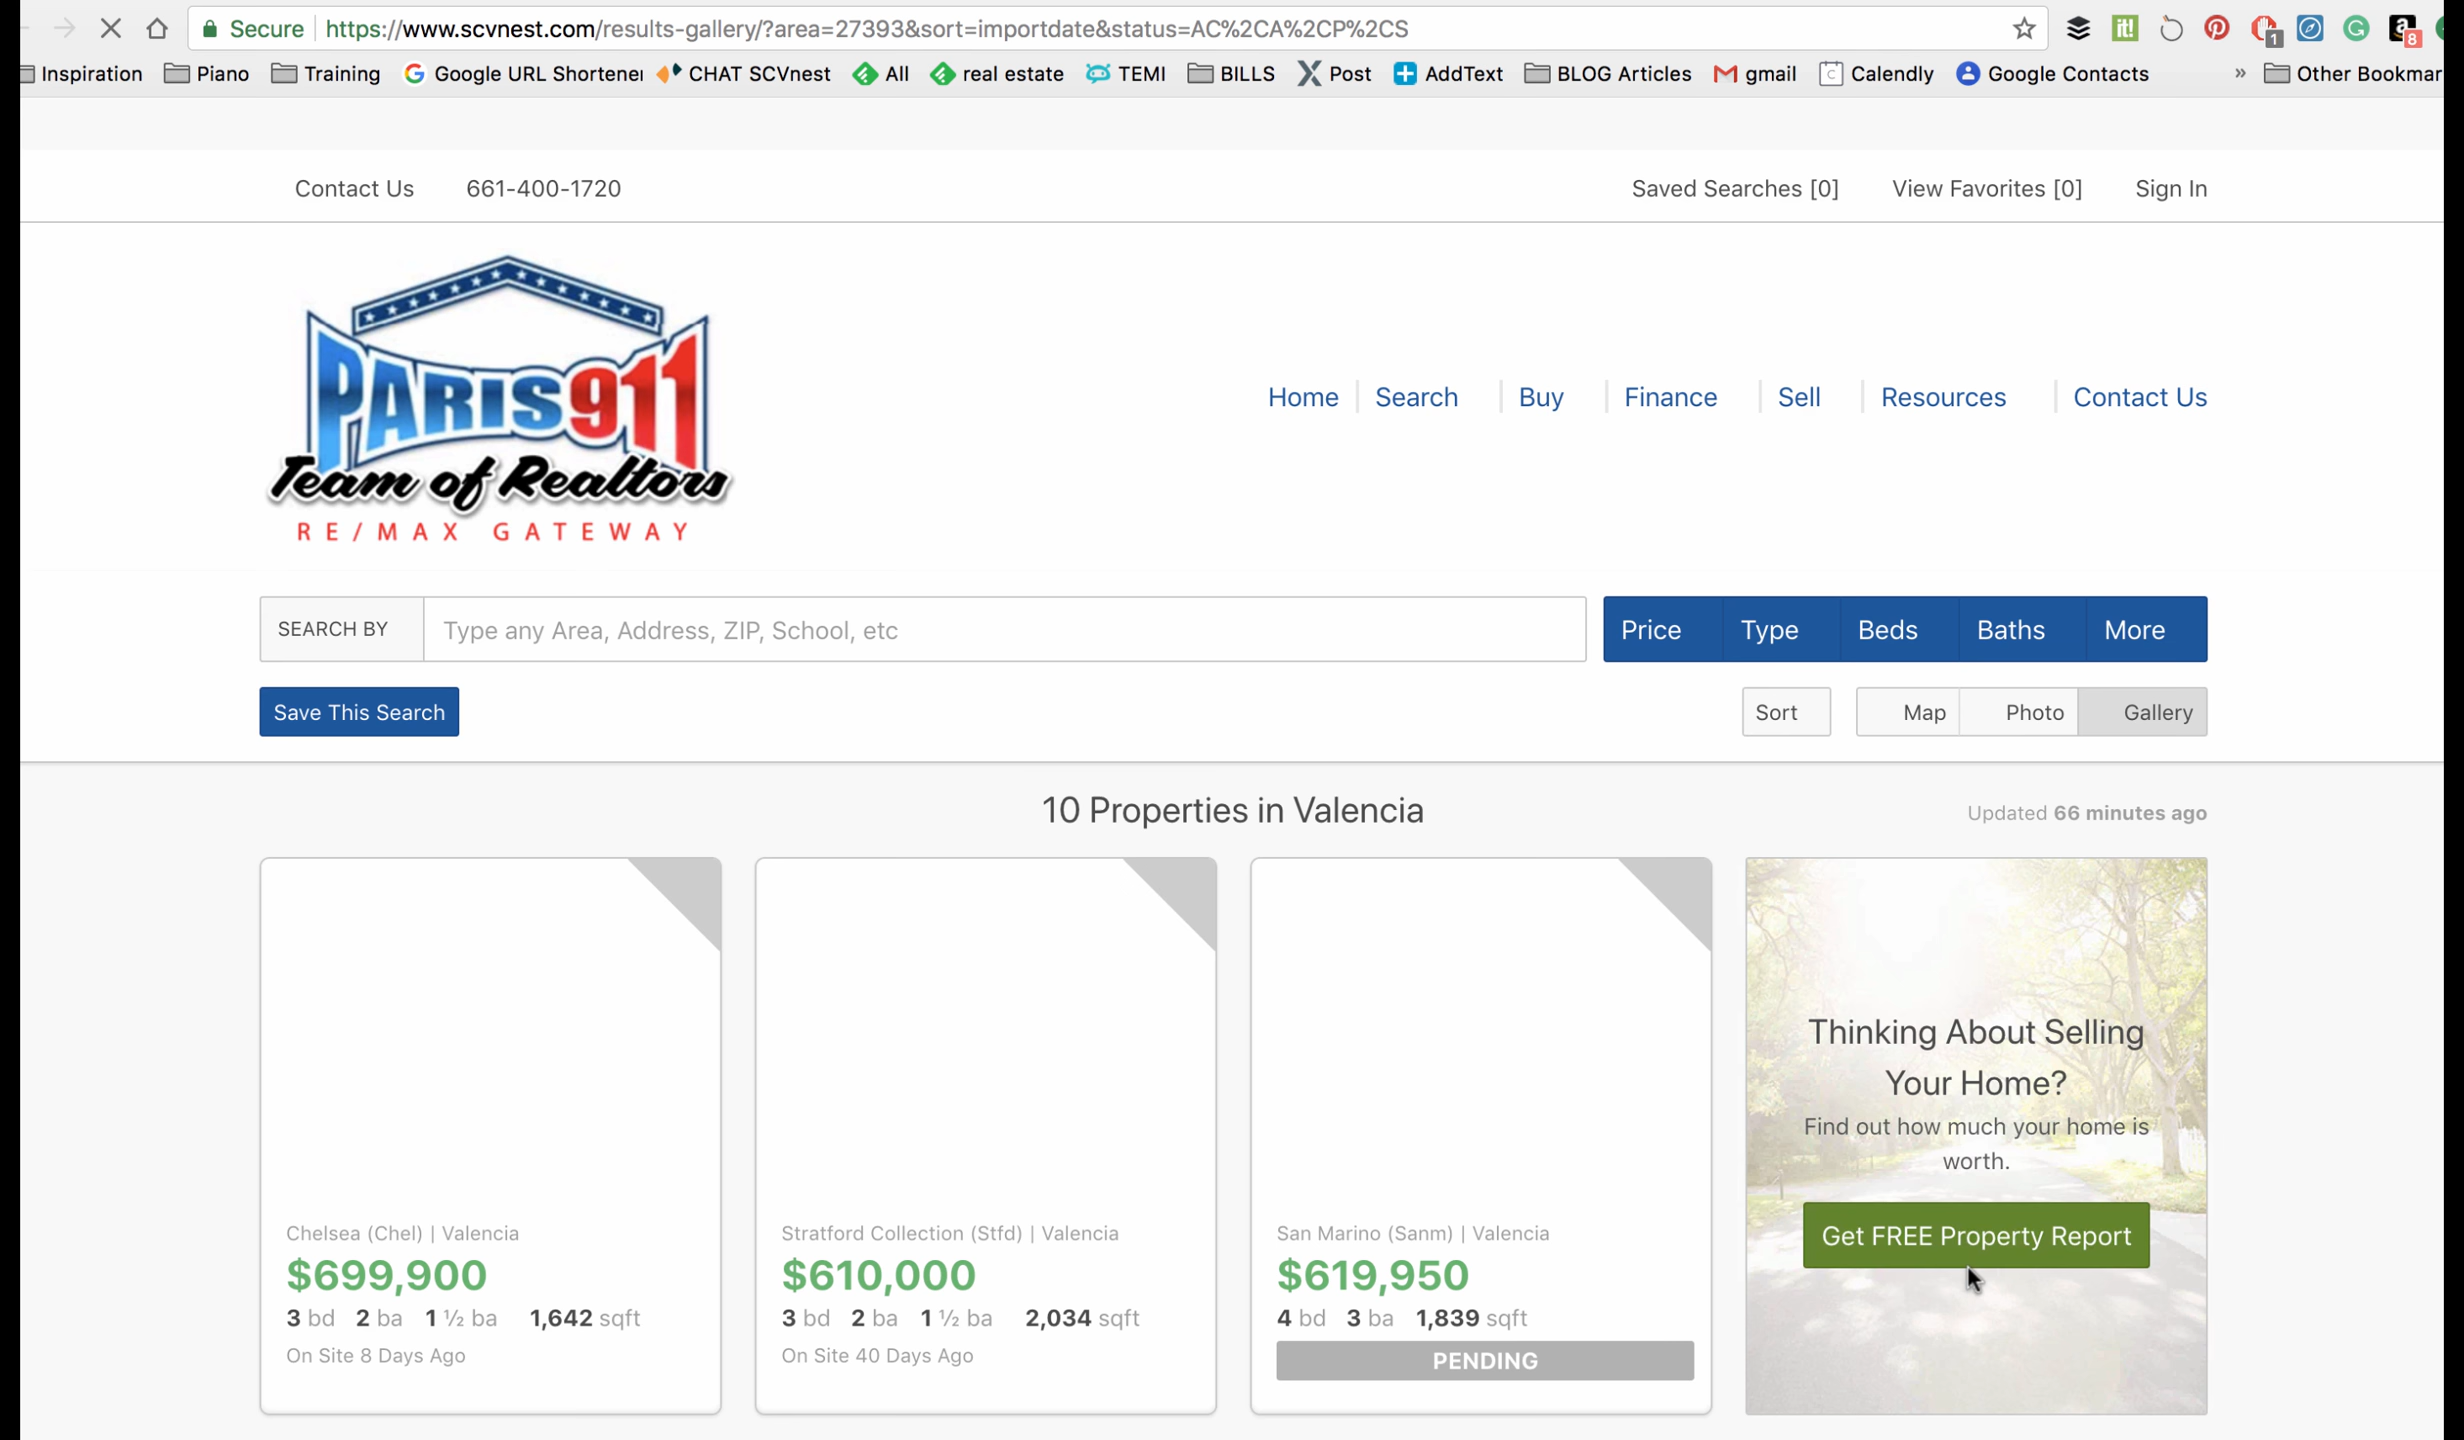 Secure https://www.scvnest.com/results-gallery/?area=27393&sort=importdate&status=AC%2CA%2CP%2CS
it! 1 8
Inspiration Piano Training Google URL Shortener CHAT SCVnest All real estate TEMI BILLS Post AddText BLOG Articles gmail Calendly Google Contacts » Other Bookmar
Contact Us 661-400-1720 Saved Searches [0] View Favorites [0] Sign In
PARIS911
Team of Realtors
RE/MAX GATEWAY
Home Search Buy Finance Sell Resources Contact Us
SEARCH BY Type any Area, Address, ZIP, School, etc Price Type Beds Baths More
Save This Search Sort Map Photo Gallery
10 Properties in Valencia Updated 66 minutes ago
Chelsea (Chel) | Valencia
$699,900
3 bd 2 ba 1 ½ ba 1,642 sqft
On Site 8 Days Ago
Stratford Collection (Stfd) | Valencia
$610,000
3 bd 2 ba 1 ½ ba 2,034 sqft
On Site 40 Days Ago
San Marino (Sanm) | Valencia
$619,950
4 bd 3 ba 1,839 sqft
PENDING
Thinking About Selling
Your Home?
Find out how much your home is
worth.
Get FREE Property Report